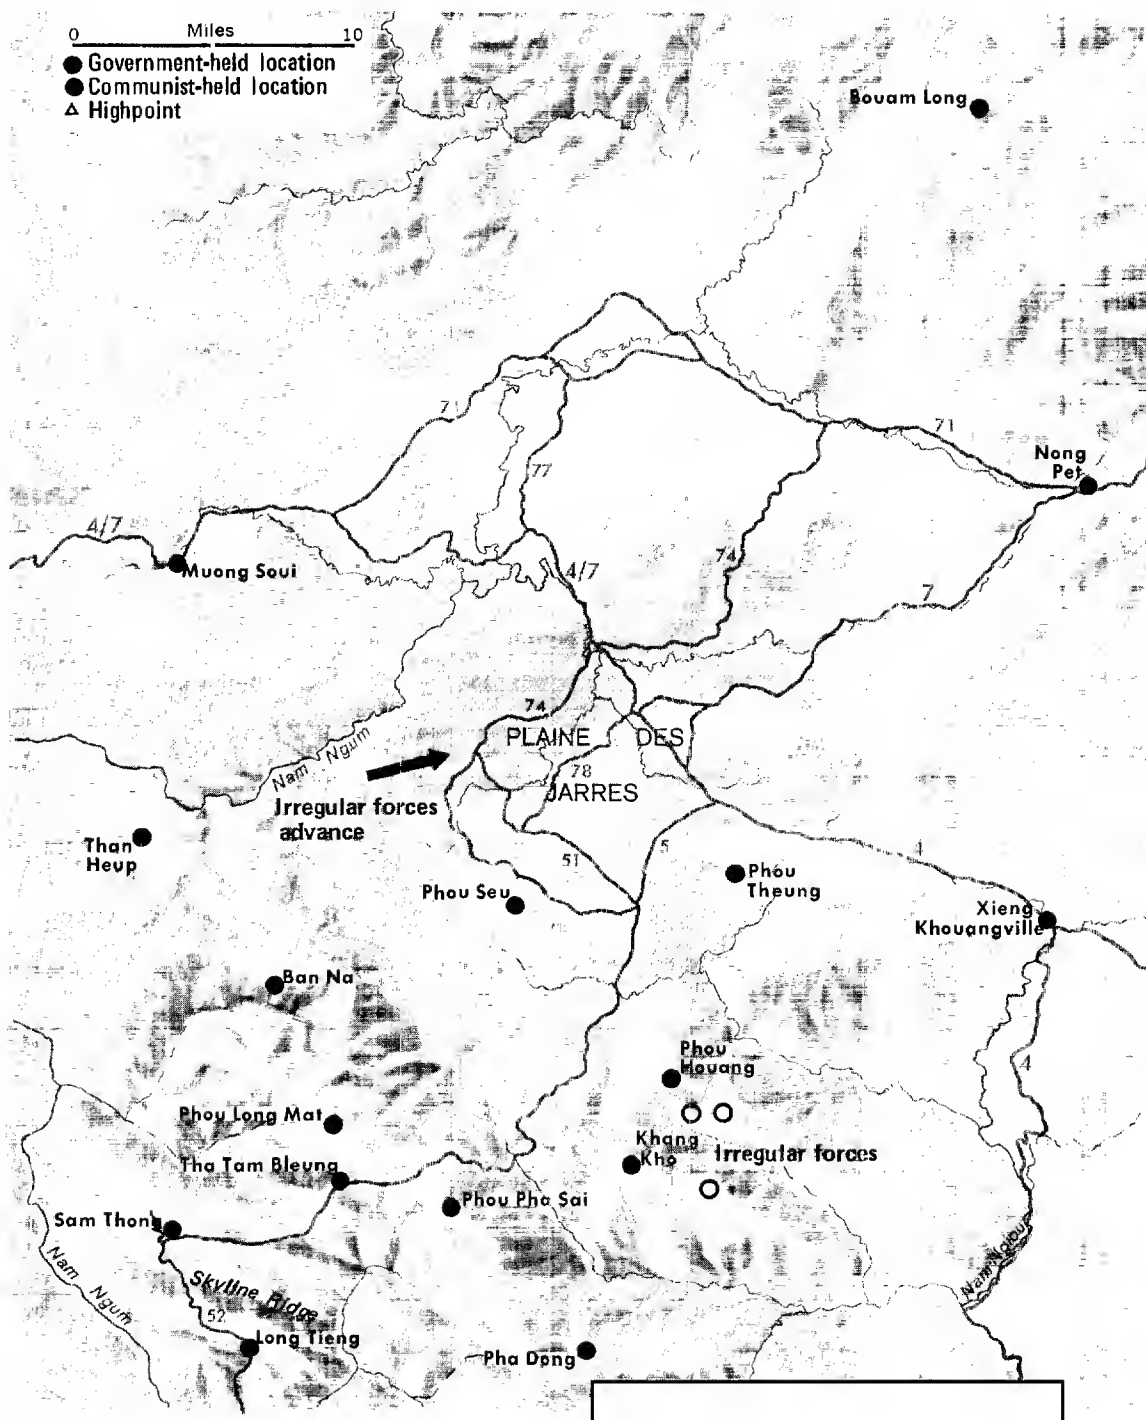 0 Miles 10
Government-held location
Communist-held location
Highpoint
Bouam Long
71
71
Nong
Pet
77
4/7
Muong Soui
4/7
74
7
74
PLAINE DES
JARRES
78
Nam Ngum
Irregular forces
advance
Than
Heup
51
5
4
Phou
Theung
Phou Seu
Xieng
Khouangville
Ban Na
Phou
Houang
4
Phou Long Mat
Khang
Kho
Irregular forces
Tha Tam Bleung
Phou Pha Sai
Sam Thong
Nam Ngum
Skyline Ridge
52
Long Tieng
Pha Dong